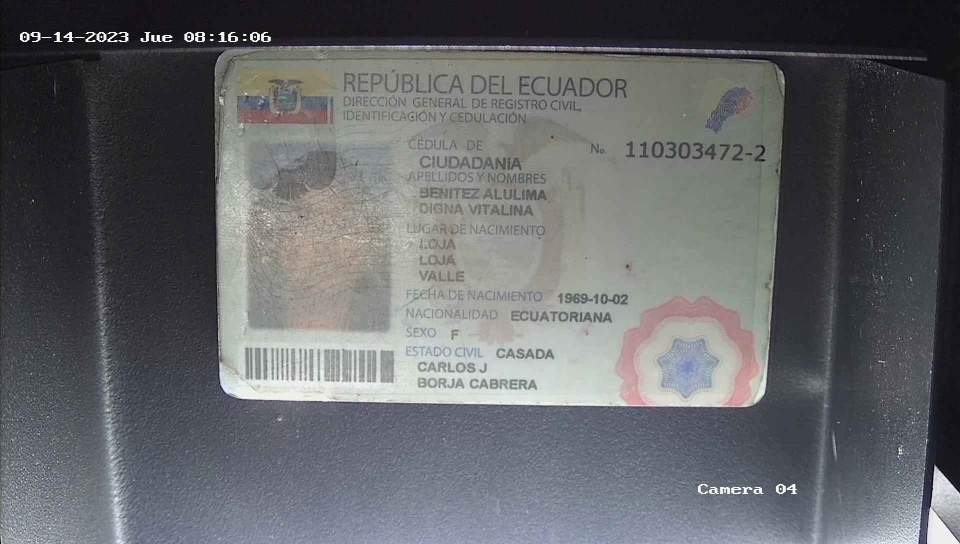 09-14-2023 Jue 08:16:06
REPÚBLICA DEL ECUADOR
DIRECCIÓN GENERAL DE REGISTRO CIVIL,
IDENTIFICACIÓN Y CEDULACIÓN
CÉDULA DE No. 110303472-2
CIUDADANÍA
APELLIDOS Y NOMBRES
BENITEZ ALULIMA
DIGNA VITALINA
LUGAR DE NACIMIENTO
LOJA
LOJA
VALLE
FECHA DE NACIMIENTO 1969-10-02
NACIONALIDAD ECUATORIANA
SEXO F
ESTADO CIVIL CASADA
CARLOS J
BORJA CABRERA
Camera 04